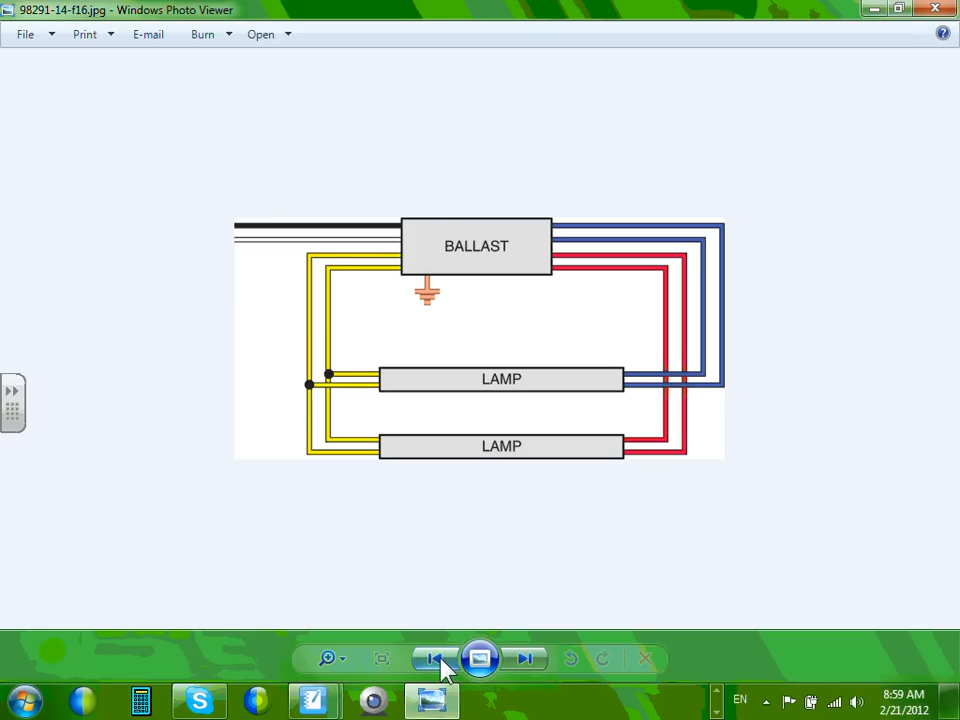 98291-14-f16.jpg - Windows Photo Viewer
File Print E-mail Burn Open
BALLAST
LAMP
LAMP
EN
8:59 AM
2/21/2012